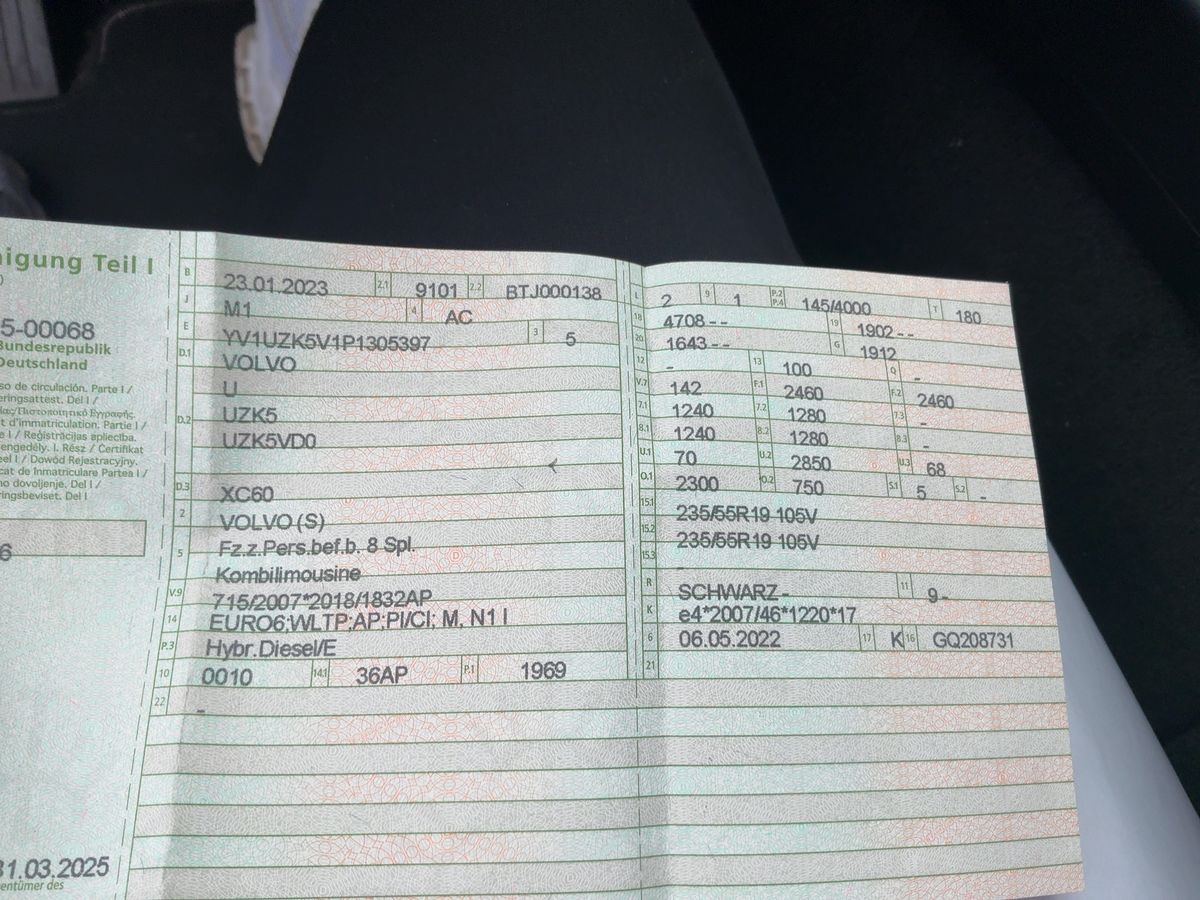 nigung Teil I
5-00068
Bundesrepublik
Deutschland
so de circulación. Parte I /
eringsattest. Del I /
ίας/Πιστοποιητικό Εγγραφής.
t d'immatriculation. Partie I /
e I / Reģistrācijas apliecība.
engedély. I. Rész / Ċertifikat
eel I / Dowód Rejestracyjny.
cat de Inmatriculare Partea I /
no dovoljenje. Del I /
ringsbeviset. Del I
6
31.03.2025
entümer des
B 23.01.2023 2.1 9101 2.2 BTJ000138
J M1 4 AC
E YV1UZK5V1P1305397 3 5
D.1 VOLVO
U
D.2 UZK5
UZK5VD0
D.3 XC60
2 VOLVO (S)
5 Fz.z.Pers.bef.b. 8 Spl.
Kombilimousine
V.9 715/2007*2018/1832AP
14 EURO6;WLTP;AP;PI/CI; M, N1 I
P.3 Hybr.Diesel/E
10 0010 14.1 36AP P.1 1969
22 -
L 2 9 1 P.2 P.4 145/4000 T 180
18 4708 - - 19 1902 - -
20 1643 - - G 1912
12 - 13 100 Q -
V.7 142 F.1 2460 F.2 2460
7.1 1240 7.2 1280 7.3 -
8.1 1240 8.2 1280 8.3 -
U.1 70 U.2 2850 U.3 68
O.1 2300 O.2 750 S.1 5 S.2 -
15.1 235/55R19 105V
15.2 235/55R19 105V
15.3 -
R SCHWARZ - 11 9 -
K e4*2007/46*1220*17
6 06.05.2022 17 K 16 GQ208731
21